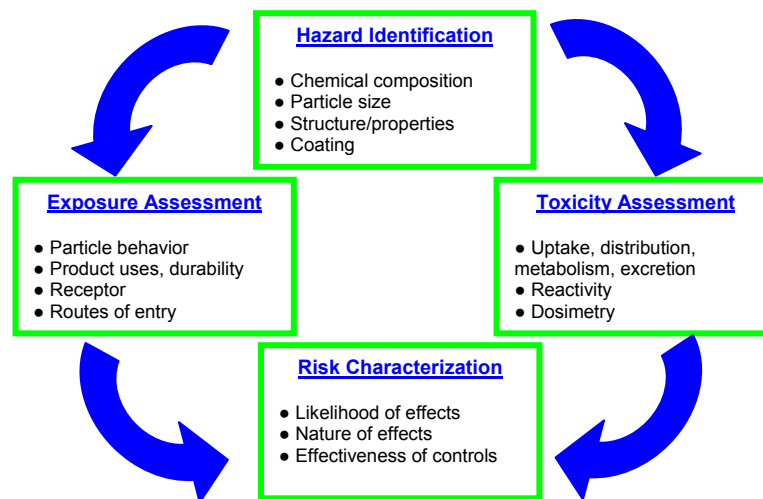 Hazard Identification
● Chemical composition
● Particle size
● Structure/properties
● Coating
Exposure Assessment
● Particle behavior
● Product uses, durability
● Receptor
● Routes of entry
Toxicity Assessment
● Uptake, distribution,
metabolism, excretion
● Reactivity
● Dosimetry
Risk Characterization
● Likelihood of effects
● Nature of effects
● Effectiveness of controls